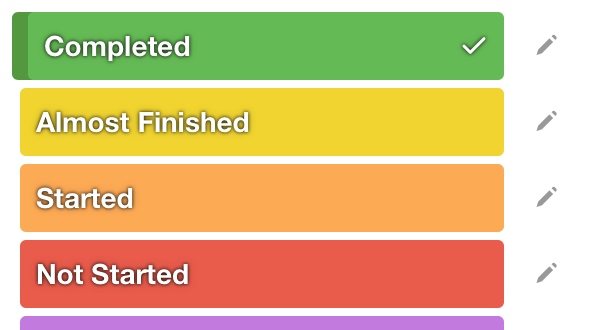 Completed
Almost Finished
Started
Not Started